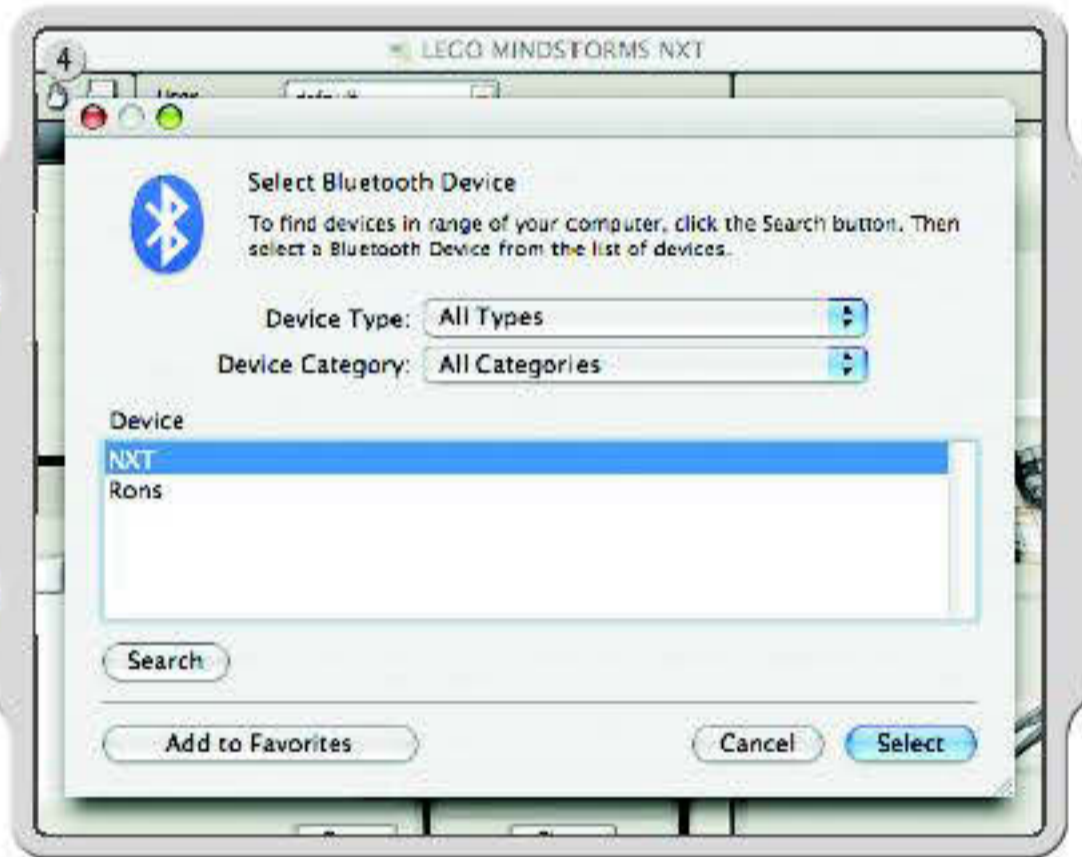 4
LEGO MINDSTORMS NXT
User
default
Select Bluetooth Device
To find devices in range of your computer, click the Search button. Then
select a Bluetooth Device from the list of devices.
Device Type: All Types
Device Category: All Categories
Device
NXT
Rons
Search
Add to Favorites
Cancel
Select